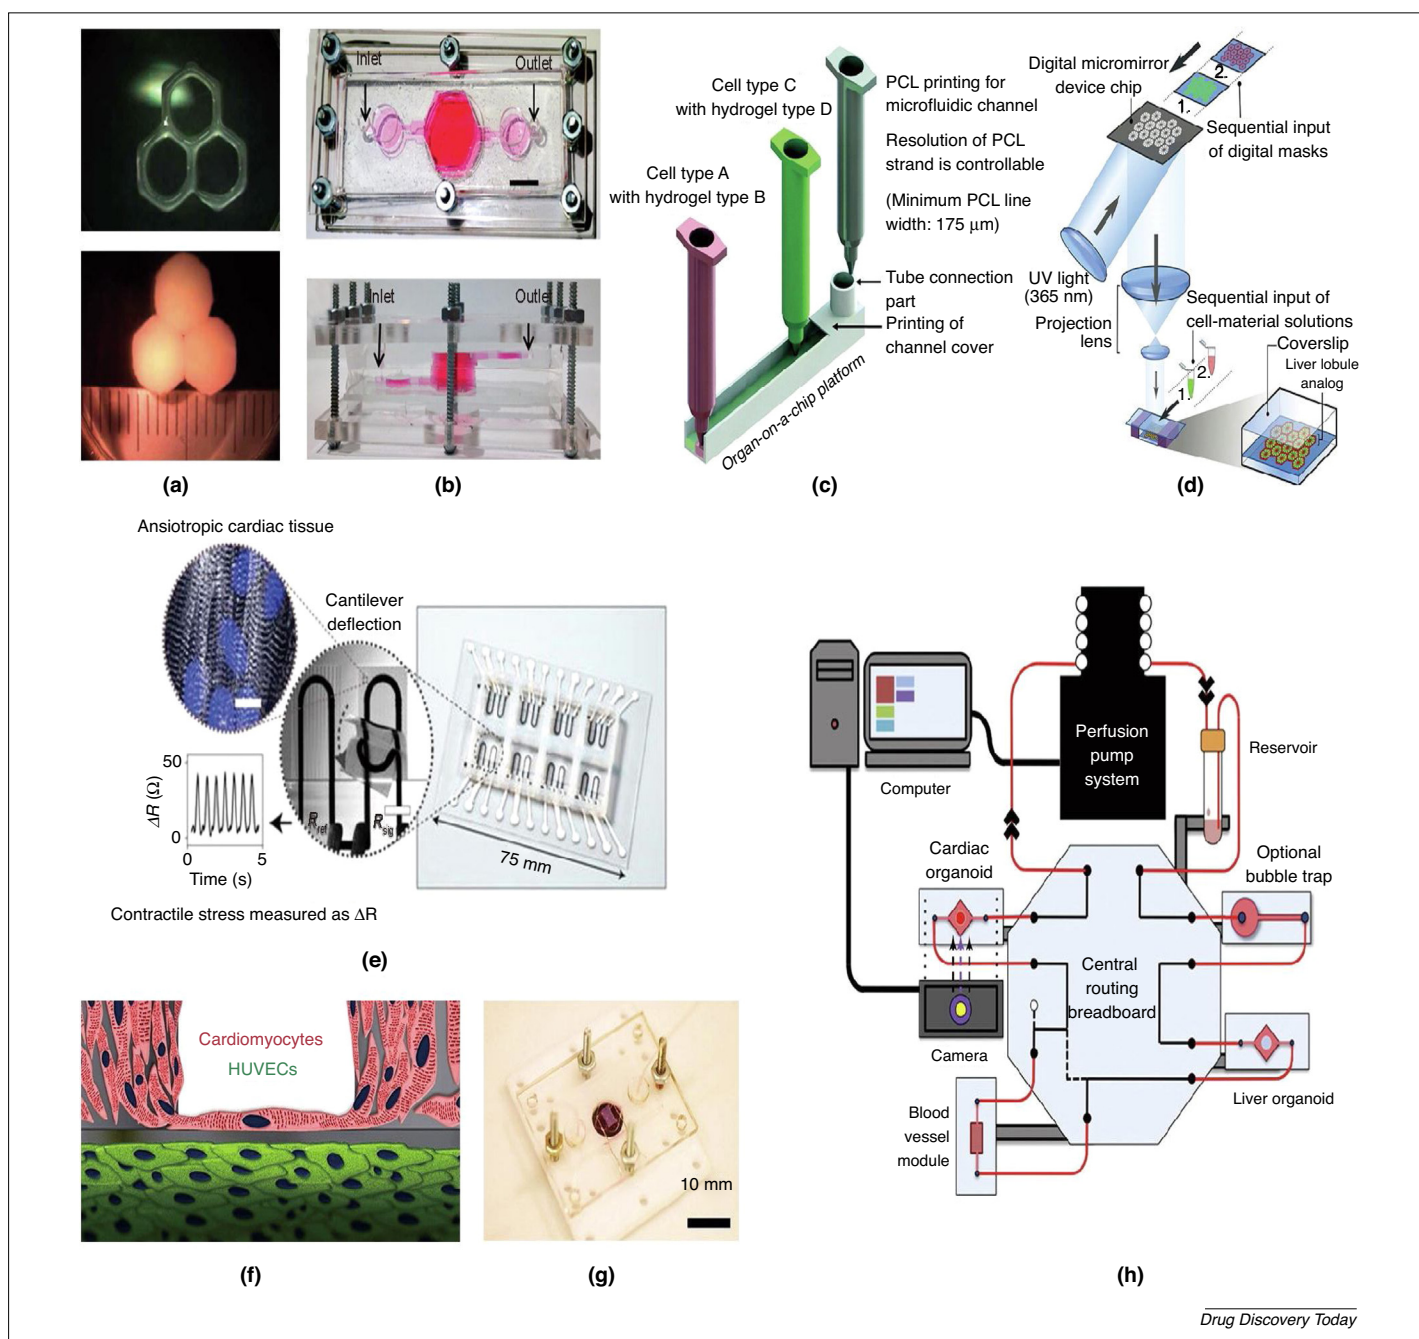 Inlet
Outlet
Inlet
Outlet
(a)
(b)
Cell type C
with hydrogel type D
Cell type A
with hydrogel type B
PCL printing for
microfluidic channel
Resolution of PCL
strand is controllable
(Minimum PCL line
width: 175 μm)
Tube connection
part
Printing of
channel cover
Organ-on-a-chip platform
(c)
Digital micromirror
device chip
2.
1.
Sequential input
of digital masks
UV light
(365 nm)
Projection
lens
Sequential input of
cell-material solutions
2.
1.
Coverslip
Liver lobule
analog
(d)
Ansiotropic cardiac tissue
Cantilever
deflection
Rref
Rsig
75 mm
50
0
ΔR (Ω)
0
5
Time (s)
Contractile stress measured as ΔR
(e)
Cardiomyocytes
HUVECs
(f)
10 mm
(g)
Computer
Perfusion
pump
system
Reservoir
Cardiac
organoid
Optional
bubble trap
Central
routing
breadboard
Camera
Blood
vessel
module
Liver organoid
(h)
Drug Discovery Today